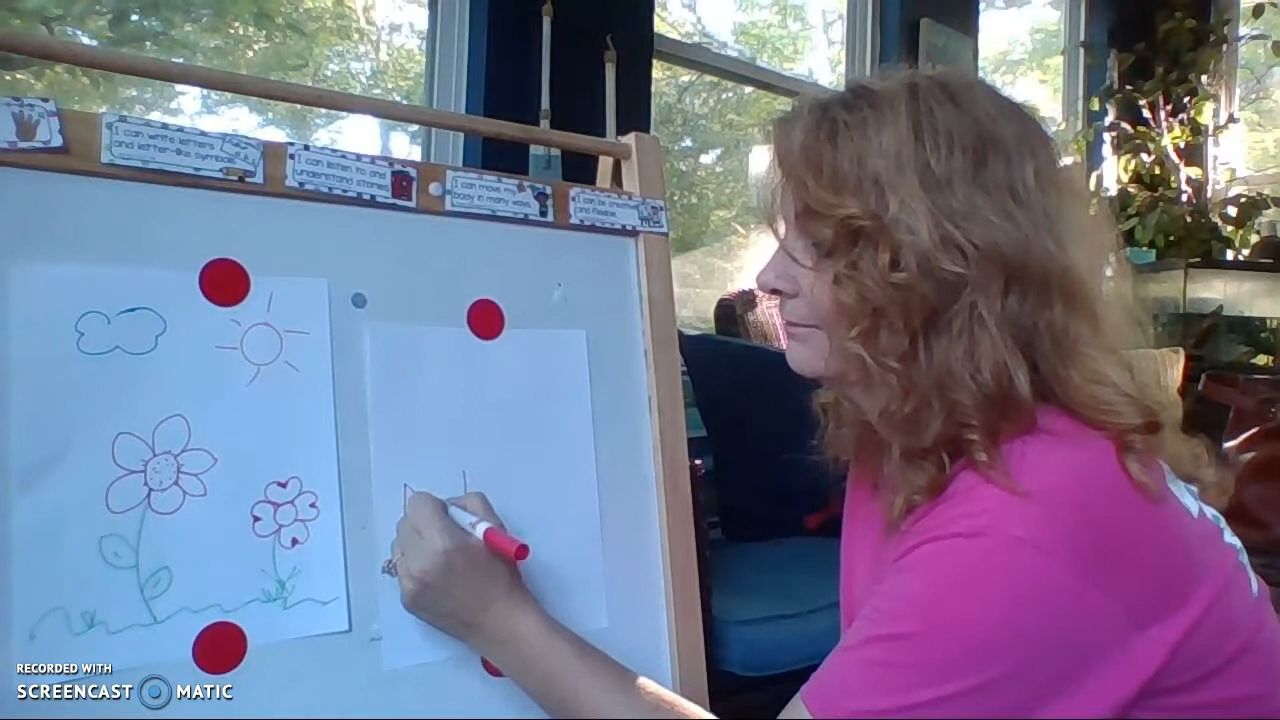 I can write letters
and letter-like symbols.
I can listen to and
understand stories.
I can move my
body in many ways.
I can be creative
and flexible.
RECORDED WITH
SCREENCAST MATIC